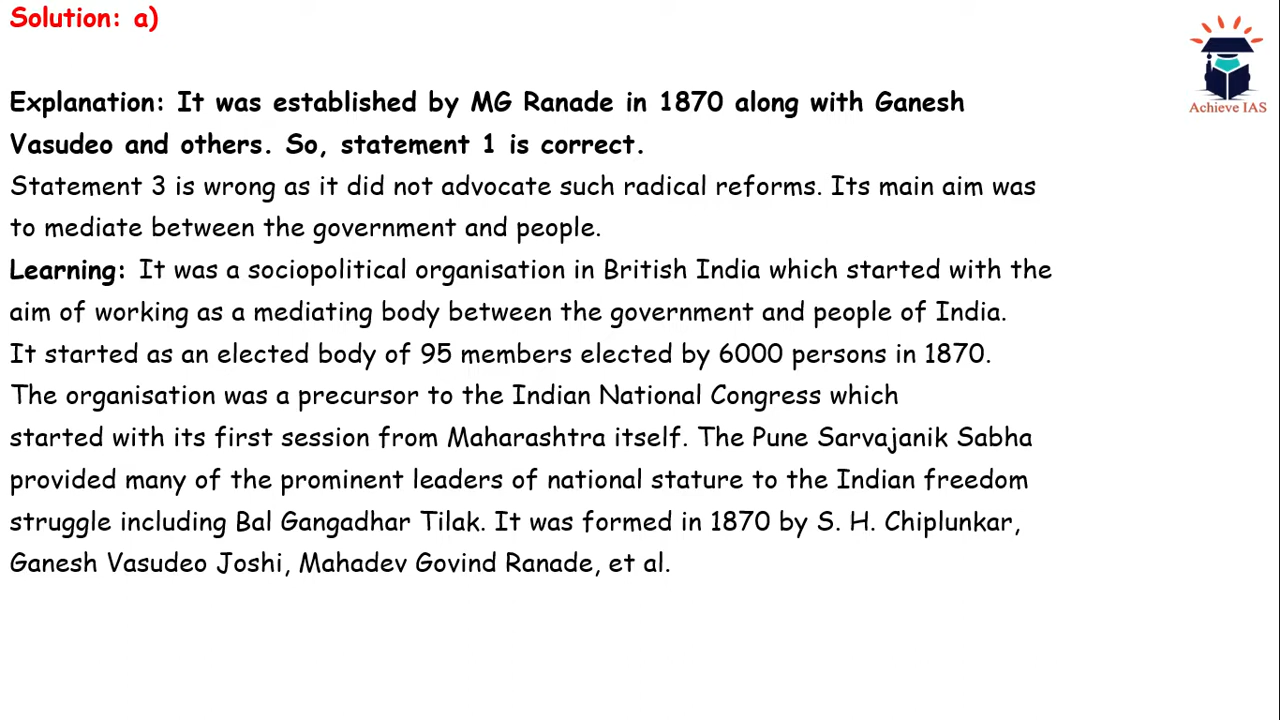 Solution: a)
Achieve IAS
Explanation: It was established by MG Ranade in 1870 along with Ganesh
Vasudeo and others. So, statement 1 is correct.
Statement 3 is wrong as it did not advocate such radical reforms. Its main aim was
to mediate between the government and people.
Learning: It was a sociopolitical organisation in British India which started with the
aim of working as a mediating body between the government and people of India.
It started as an elected body of 95 members elected by 6000 persons in 1870.
The organisation was a precursor to the Indian National Congress which
started with its first session from Maharashtra itself. The Pune Sarvajanik Sabha
provided many of the prominent leaders of national stature to the Indian freedom
struggle including Bal Gangadhar Tilak. It was formed in 1870 by S. H. Chiplunkar,
Ganesh Vasudeo Joshi, Mahadev Govind Ranade, et al.